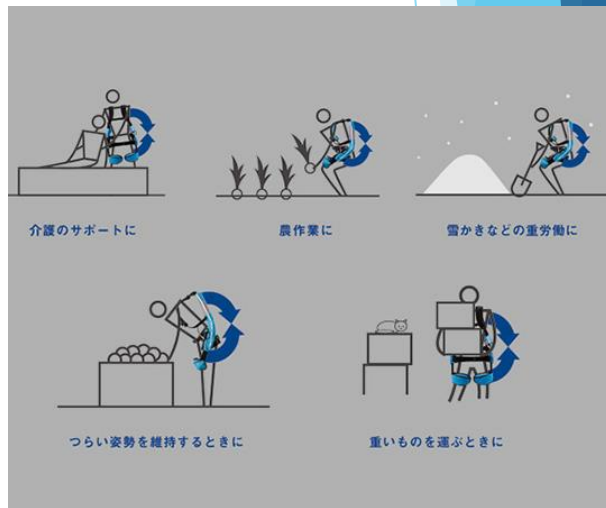 介護のサポートに
農作業に
雪かきなどの重労働に
つらい姿勢を維持するときに
重いものを運ぶときに